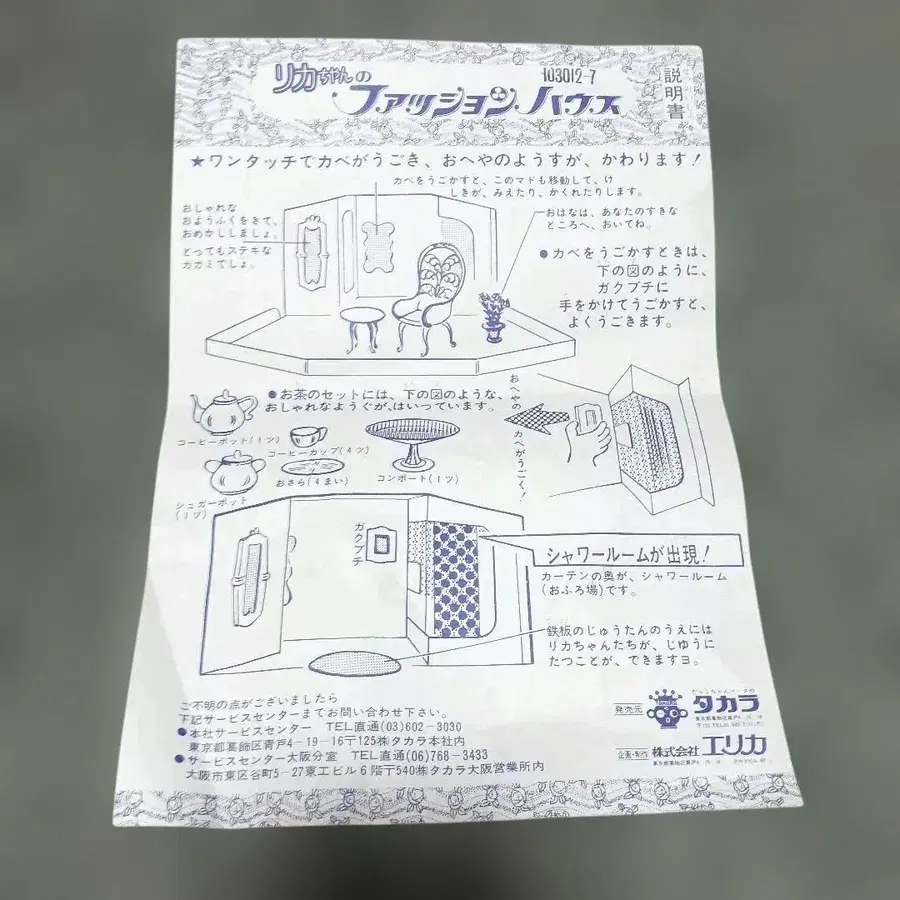 リカちゃんの
103012-7
ファッションハウス
説明書
★ワンタッチでカベがうごき、おへやのようすが、かわります！
カベをうごかすと、このマドも移動して、け
しきが、みえたり、かくれたりします。
おしゃれな
おようふくをきて、
おめかししましょ。
とってもステキな
カガミでしょ。
おはなは、あなたのすきな
ところへ、おいてね。
●カベをうごかすときは、
下の図のように、
ガクブチに
手をかけてうごかすと、
よくうごきます。
●お茶のセットには、下の図のような、
おしゃれなようぐが、はいっています。
コーヒーポット(1ツ)
コーヒーカップ(4ツ)
シュガーポット
(1ツ)
おさら(4まい)
コンポート(1ツ)
おへやの
カベがうごく！
ガクブチ
シャワールームが出現！
カーテンの奥が、シャワールーム
(おふろ場)です。
鉄板のじゅうたんのうえには
リカちゃんたちが、じゆうに
たつことが、できますヨ。
ご不明の点がございましたら
下記サービスセンターまでお問い合わせ下さい。
●本社サービスセンター TEL直通(03)602-3030
東京都葛飾区青戸4-19-16〒125㈱タカラ本社内
●サービスセンター大阪分室 TEL直通(06)768-3433
大阪市東区谷町5-27東エビル6階〒540㈱タカラ大阪営業所内
発売元
タカラ
企画・制作
株式会社エリカ